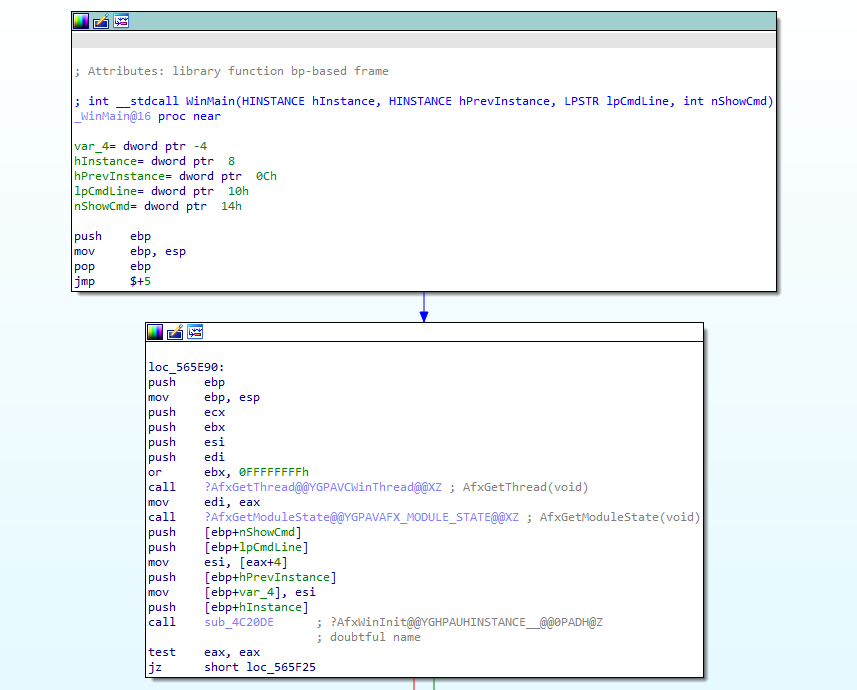 ; Attributes: library function bp-based frame
; int __stdcall WinMain(HINSTANCE hInstance, HINSTANCE hPrevInstance, LPSTR lpCmdLine, int nShowCmd)
_WinMain@16 proc near
var_4= dword ptr -4
hInstance= dword ptr  8
hPrevInstance= dword ptr  0Ch
lpCmdLine= dword ptr  10h
nShowCmd= dword ptr  14h
push    ebp
mov     ebp, esp
pop     ebp
jmp     $+5
loc_565E90:
push    ebp
mov     ebp, esp
push    ecx
push    ebx
push    esi
push    edi
or      ebx, 0FFFFFFFFh
call    ?AfxGetThread@@YGPAVCWinThread@@XZ ; AfxGetThread(void)
mov     edi, eax
call    ?AfxGetModuleState@@YGPAVAFX_MODULE_STATE@@XZ ; AfxGetModuleState(void)
push    [ebp+nShowCmd]
push    [ebp+lpCmdLine]
mov     esi, [eax+4]
push    [ebp+hPrevInstance]
mov     [ebp+var_4], esi
push    [ebp+hInstance]
call    sub_4C20DE      ; ?AfxWinInit@@YGHPAUHINSTANCE__@@0PADH@Z
; doubtful name
test    eax, eax
jz      short loc_565F25